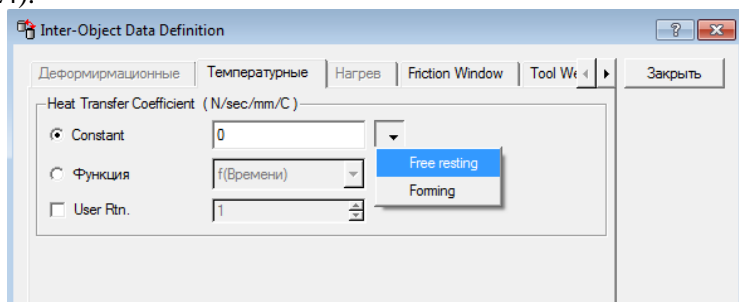 Inter-Object Data Definition
Деформирмационные Температурные Нагрев Friction Window Tool We Закрыть
Heat Transfer Coefficient ( N/sec/mm/C )
Constant 0
Free resting
Функция f(Времени)
Forming
User Rtn. 1